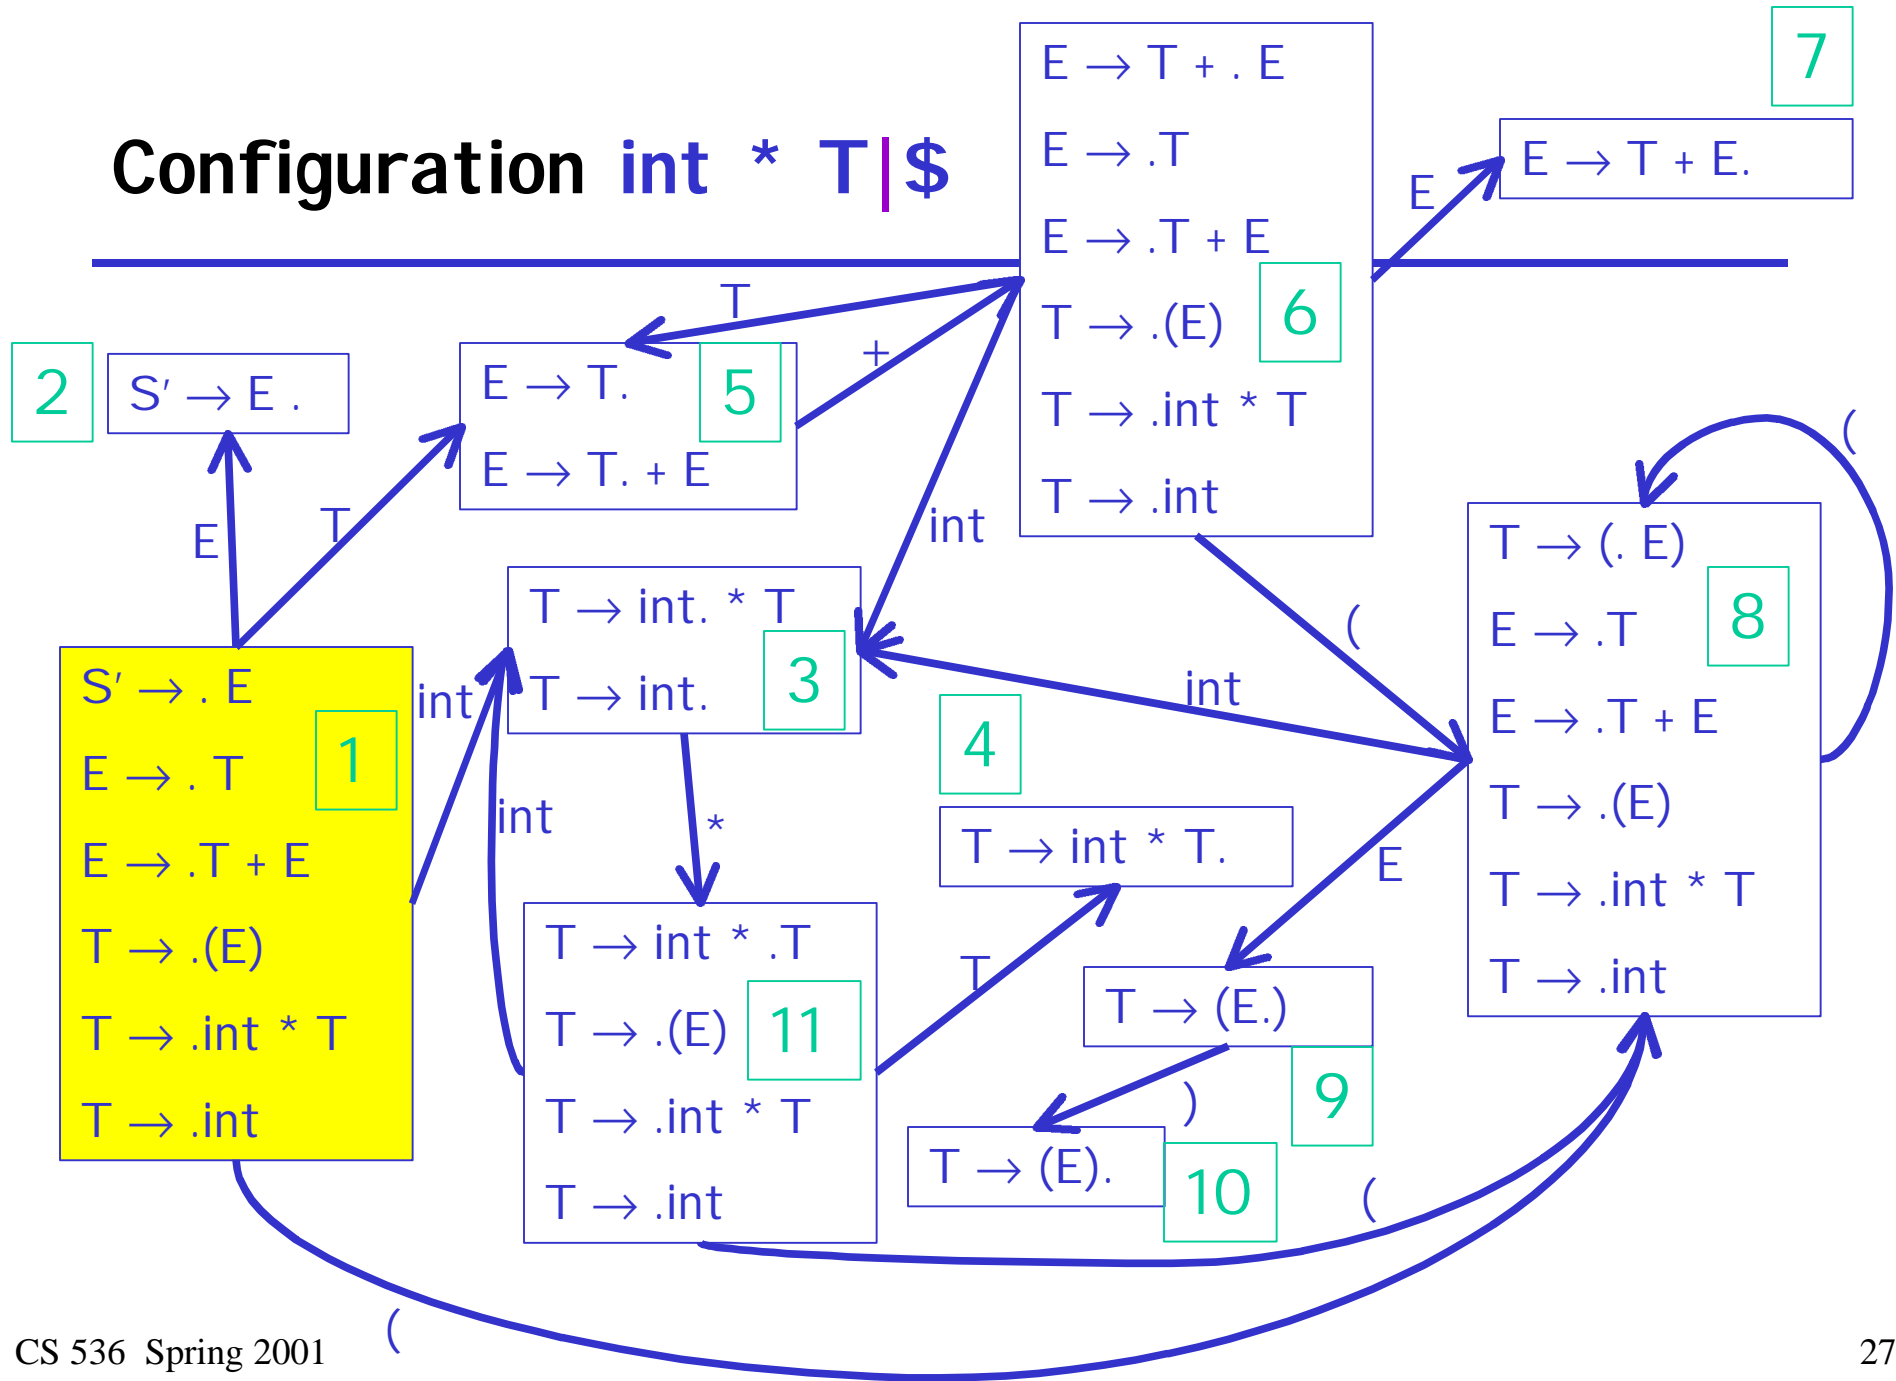 Configuration int * T|$
E → T + . E
E → .T
E → .T + E
T → .(E)
T → .int * T
T → .int
6
7
E → T + E.
E
T
+
2
S′ → E .
E → T.
E → T. + E
5
E
T
int
(
(
T → int. * T
T → int.
3
int
int
*
int
4
T → int * T.
T
S′ → . E
E → . T
E → .T + E
T → .(E)
T → .int * T
T → .int
1
T → int * .T
T → .(E)
T → .int * T
T → .int
11
T → (. E)
E → .T
E → .T + E
T → .(E)
T → .int * T
T → .int
8
E
T → (E.)
9
)
T → (E).
10
(
(
CS 536 Spring 2001
27